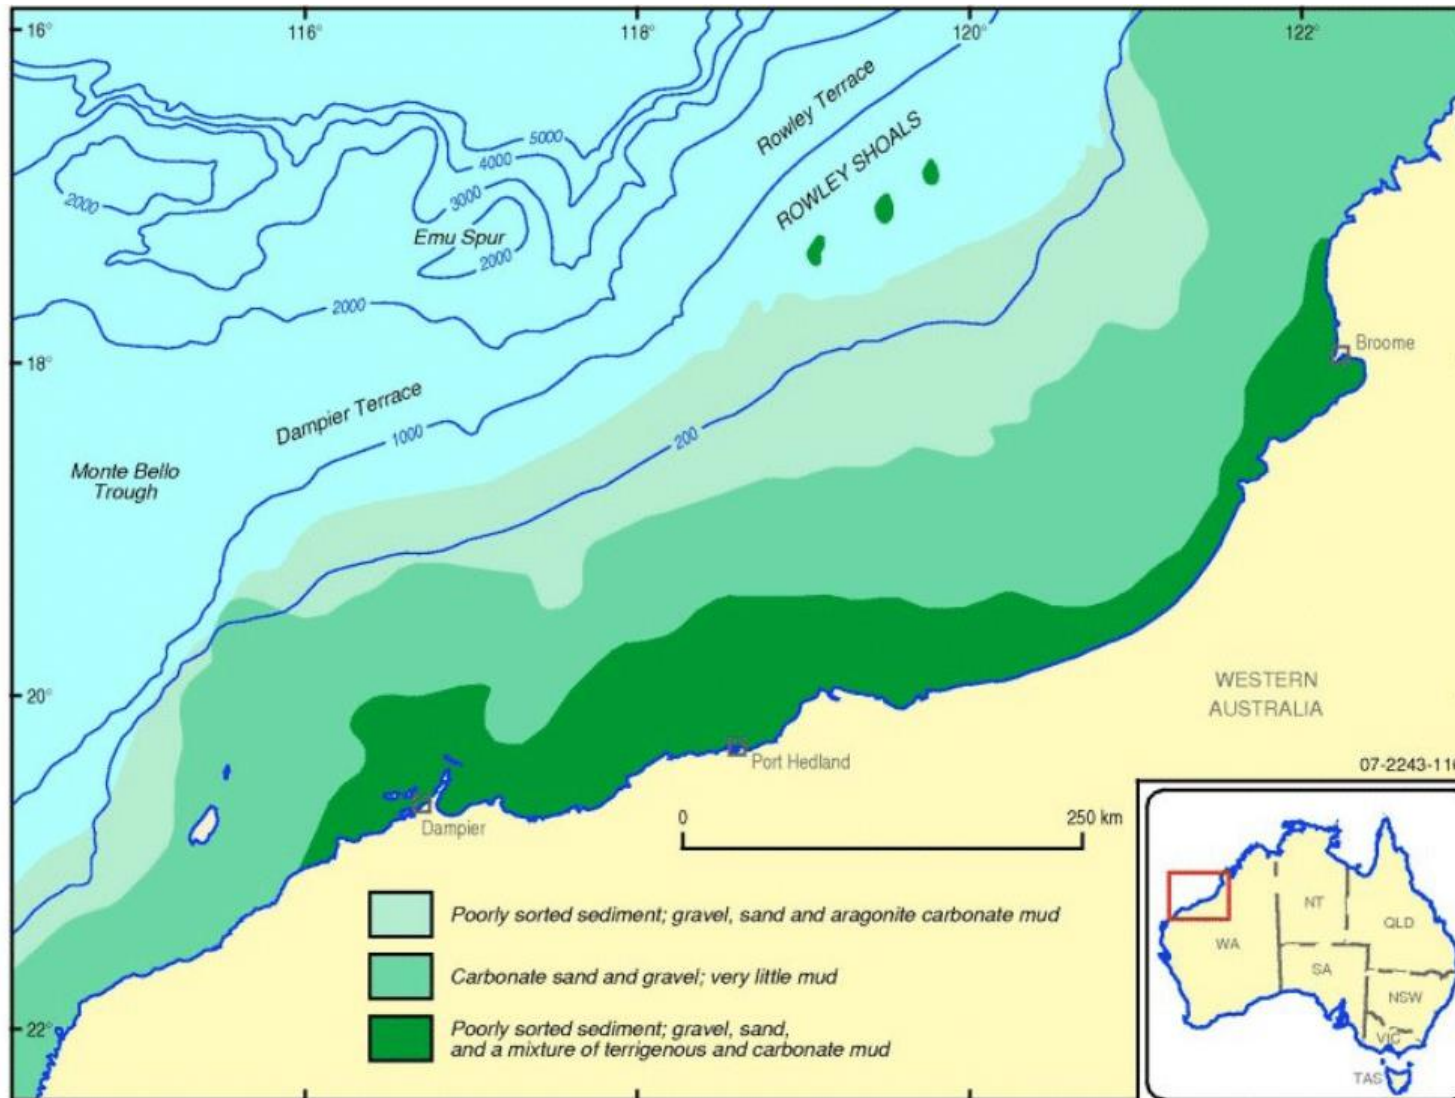 116°
118°
120°
122°
16°
18°
20°
22°
5000
4000
3000
2000
Emu Spur
2000
2000
Rowley Terrace
ROWLEY SHOALS
Dampier Terrace
1000
200
Monte Bello
Trough
Broome
WESTERN
AUSTRALIA
Port Hedland
Dampier
0
250 km
Poorly sorted sediment; gravel, sand and aragonite carbonate mud
Carbonate sand and gravel; very little mud
Poorly sorted sediment; gravel, sand,
and a mixture of terrigenous and carbonate mud
NT
QLD
WA
SA
NSW
VIC
TAS